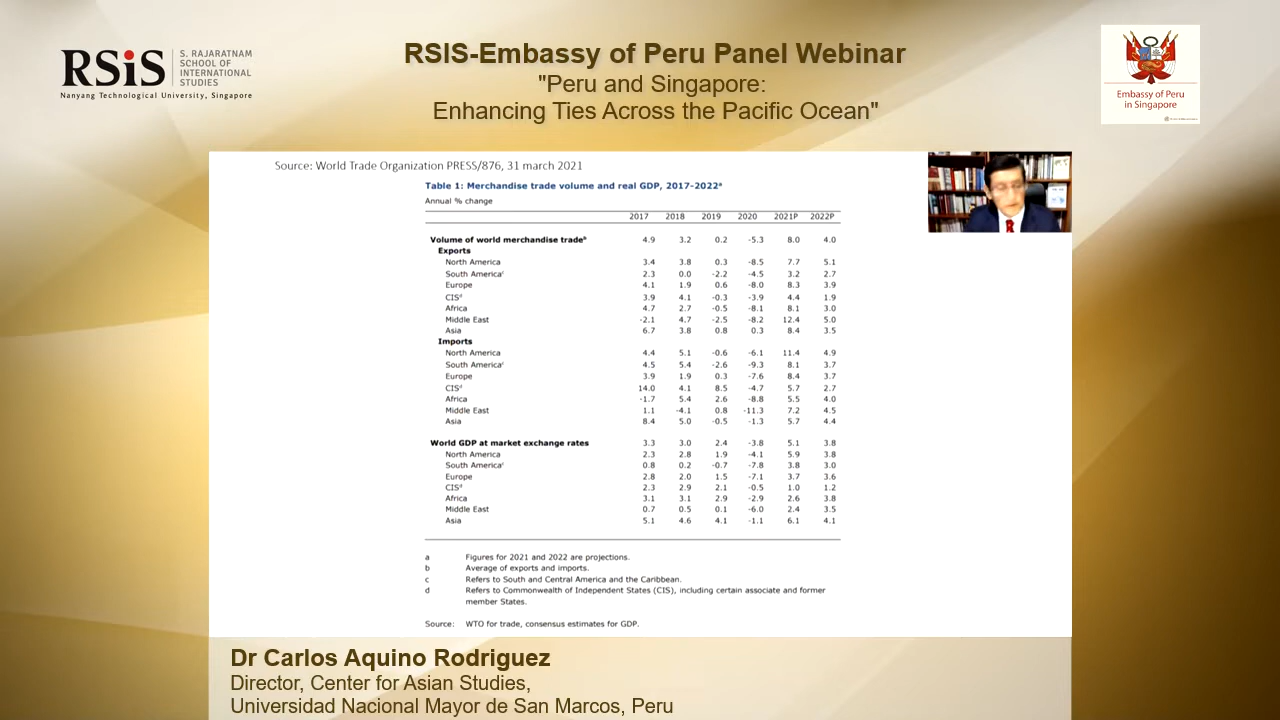 RSiS
S. RAJARATNAM
SCHOOL OF
INTERNATIONAL
STUDIES
Nanyang Technological University, Singapore
RSIS-Embassy of Peru Panel Webinar
"Peru and Singapore:
Enhancing Ties Across the Pacific Ocean"
Embassy of Peru
in Singapore
Source: World Trade Organization PRESS/876, 31 march 2021
Table 1: Merchandise trade volume and real GDP, 2017-2022ª
Annual % change
2017 2018 2019 2020 2021P 2022P
Volume of world merchandise tradeᵇ 4.9 3.2 0.2 -5.3 8.0 4.0
Exports
North America 3.4 3.8 0.3 -8.5 7.7 5.1
South Americaᶜ 2.3 0.0 -2.2 -4.5 3.2 2.7
Europe 4.1 1.9 0.6 -8.0 8.3 3.9
CISᵈ 3.9 4.1 -0.3 -3.9 4.4 1.9
Africa 4.7 2.7 -0.5 -8.1 8.1 3.0
Middle East -2.1 4.7 -2.5 -8.2 12.4 5.0
Asia 6.7 3.8 0.8 0.3 8.4 3.5
Imports
North America 4.4 5.1 -0.6 -6.1 11.4 4.9
South Americaᶜ 4.5 5.4 -2.6 -9.3 8.1 3.7
Europe 3.9 1.9 0.3 -7.6 8.4 3.7
CISᵈ 14.0 4.1 8.5 -4.7 5.7 2.7
Africa -1.7 5.4 2.6 -8.8 5.5 4.0
Middle East 1.1 -4.1 0.8 -11.3 7.2 4.5
Asia 8.4 5.0 -0.5 -1.3 5.7 4.4
World GDP at market exchange rates 3.3 3.0 2.4 -3.8 5.1 3.8
North America 2.3 2.8 1.9 -4.1 5.9 3.8
South Americaᶜ 0.8 0.2 -0.7 -7.8 3.8 3.0
Europe 2.8 2.0 1.5 -7.1 3.7 3.6
CISᵈ 2.3 2.9 2.1 -0.5 1.0 1.2
Africa 3.1 3.1 2.9 -2.9 2.6 3.8
Middle East 0.7 0.5 0.1 -6.0 2.4 3.5
Asia 5.1 4.6 4.1 -1.1 6.1 4.1
a Figures for 2021 and 2022 are projections.
b Average of exports and imports.
c Refers to South and Central America and the Caribbean.
d Refers to Commonwealth of Independent States (CIS), including certain associate and former
member States.
Source: WTO for trade, consensus estimates for GDP.
Dr Carlos Aquino Rodriguez
Director, Center for Asian Studies,
Universidad Nacional Mayor de San Marcos, Peru